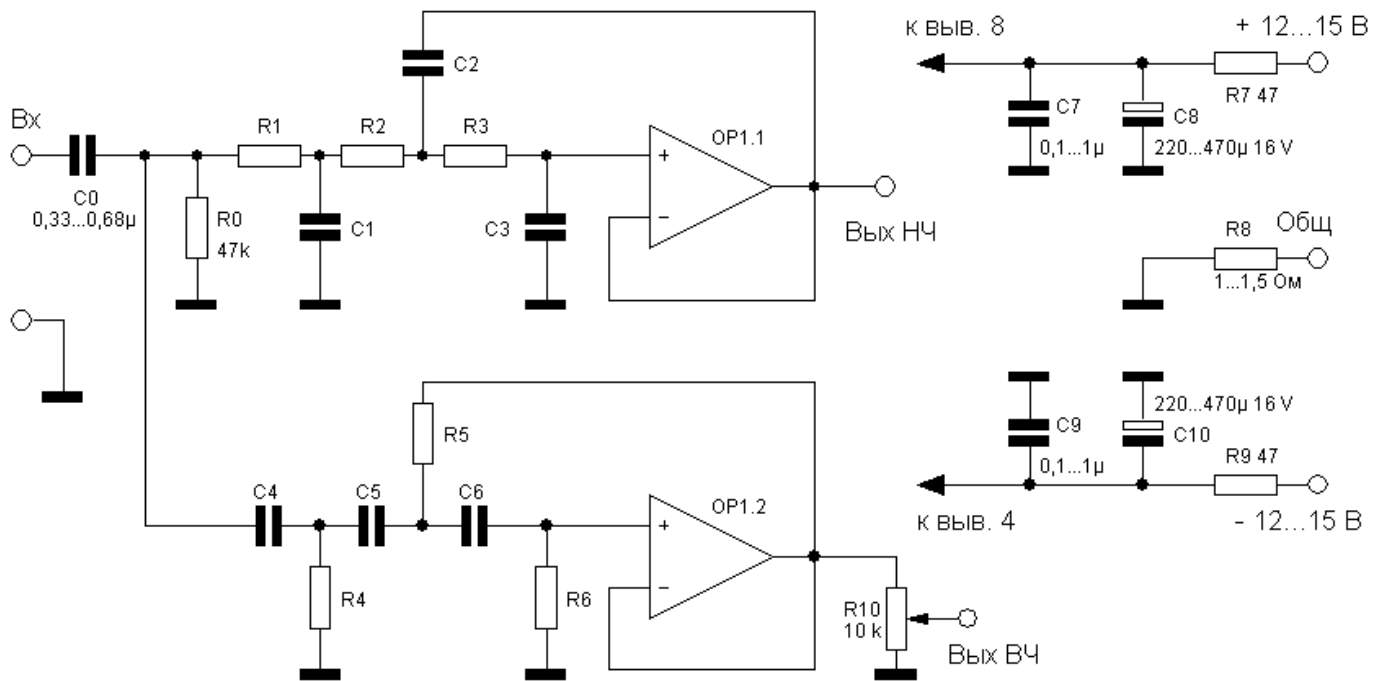 к выв. 8
+ 12...15 В
C2
R7 47
C7
C8
0,1...1µ
220...470µ 16 V
Вх
R1
R2
R3
OP1.1
+
−
C0
0,33...0,68µ
R0
47k
C1
C3
Вых НЧ
R8
Общ
1...1,5 Ом
220...470µ 16 V
C9
C10
0,1...1µ
R9 47
к выв. 4
- 12...15 В
R5
C4
C5
C6
OP1.2
+
−
R4
R6
R10
10 k
Вых ВЧ